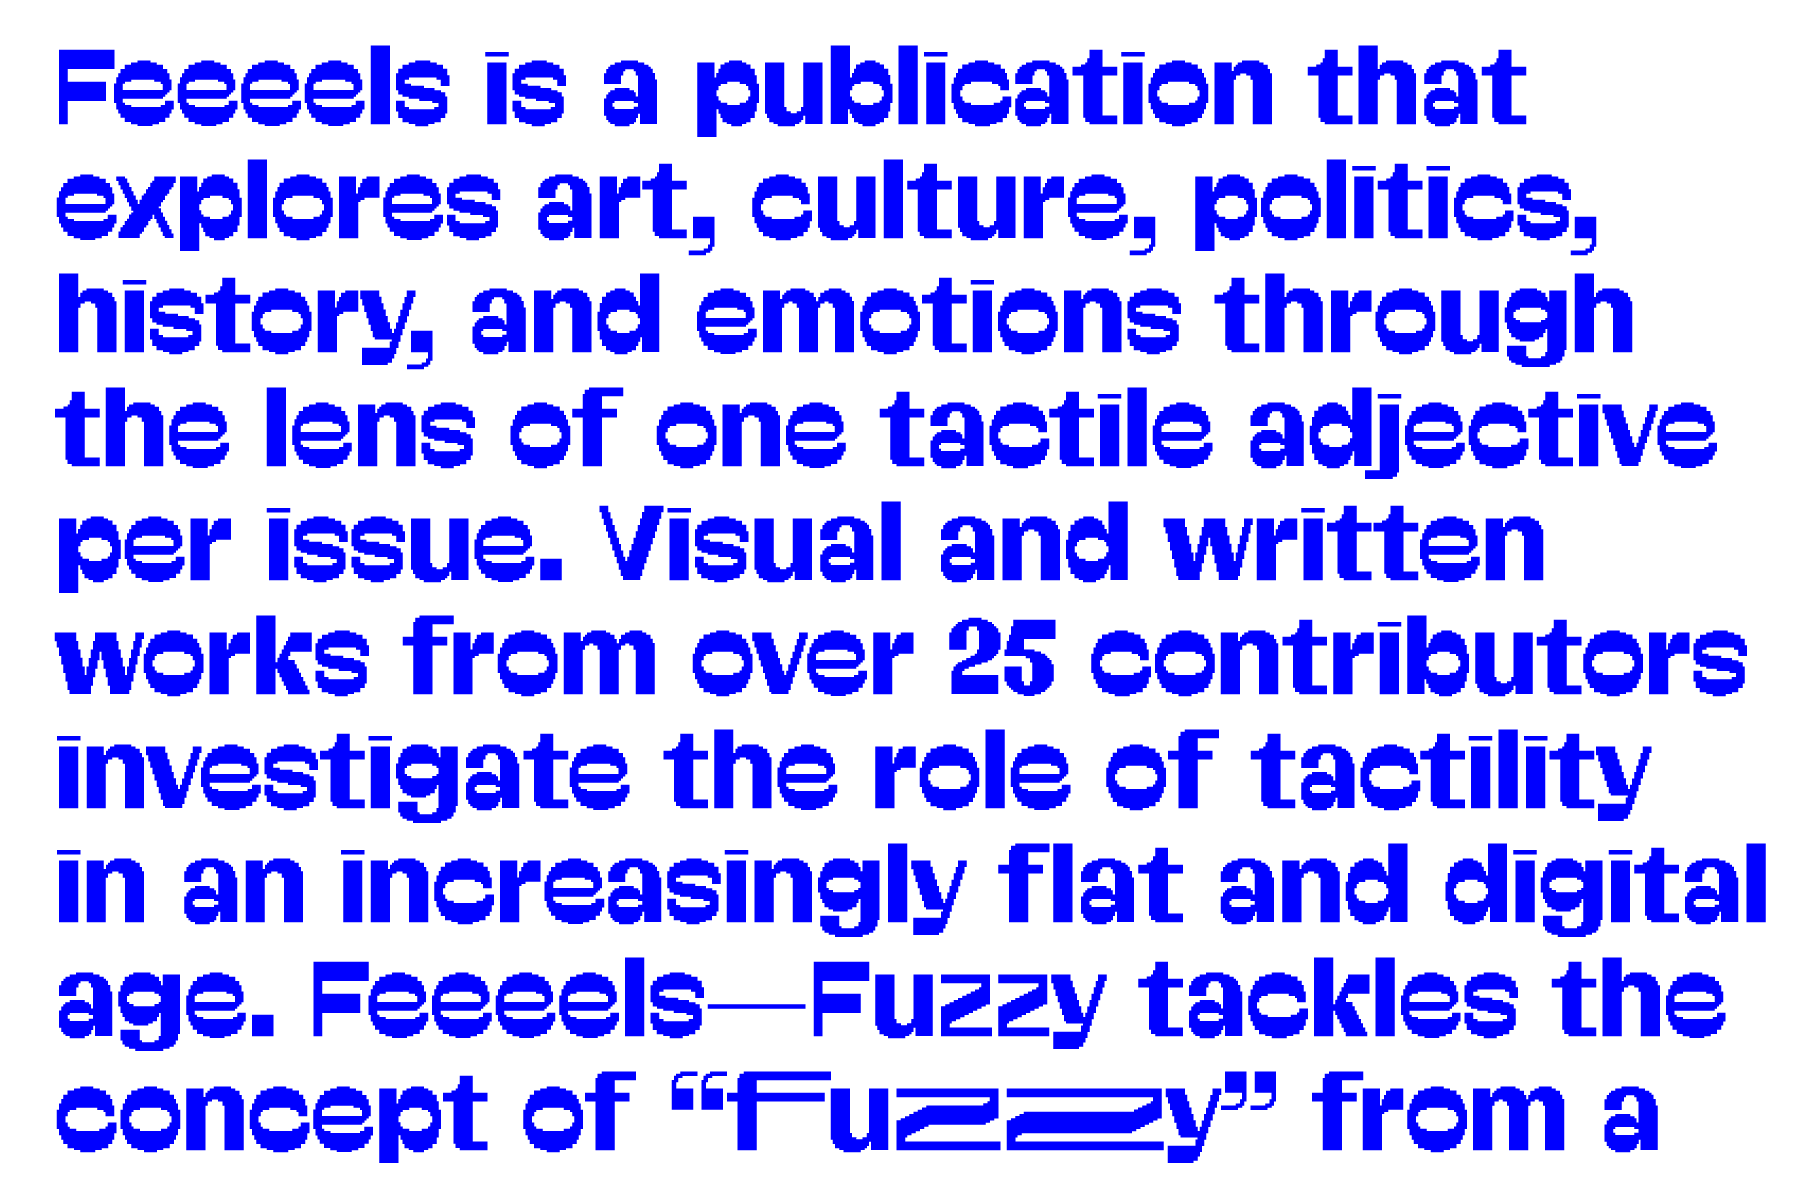 Feeeels is a publication that
explores art, culture, politics,
history, and emotions through
the lens of one tactile adjective
per issue. Visual and written
works from over 25 contributors
investigate the role of tactility
in an increasingly flat and digital
age. Feeeels—Fuzzy tackles the
concept of “fuzzy” from a